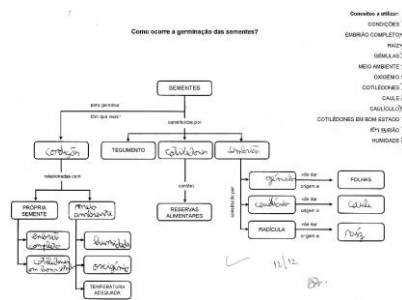 Como ocorre a germinação das sementes?
Conceitos a utilizar:
CONDIÇÕES
EMBRIÃO COMPLETO
RAIZ
GÉMULAS
MEIO AMBIENTE
OXIGÉNIO
COTILÉDONES
CAULE
CAULÍCULO
COTILÉDONES EM BOM ESTADO
EMBRIÃO
HUMIDADE
SEMENTES
para germinar
têm que reunir
constituídas por
condições
TEGUMENTO
cotilédones
embrião
relacionadas com
contêm
constituído por
PRÓPRIA SEMENTE
meio ambiente
RESERVAS ALIMENTARES
gémula
vão dar origem a
FOLHAS
caulículo
vão dar origem a
Caule
RADÍCULA
vão dar origem a
raiz
embrião completo
humidade
cotilédones em bom estado
oxigénio
TEMPERATURA ADEQUADA
12/12